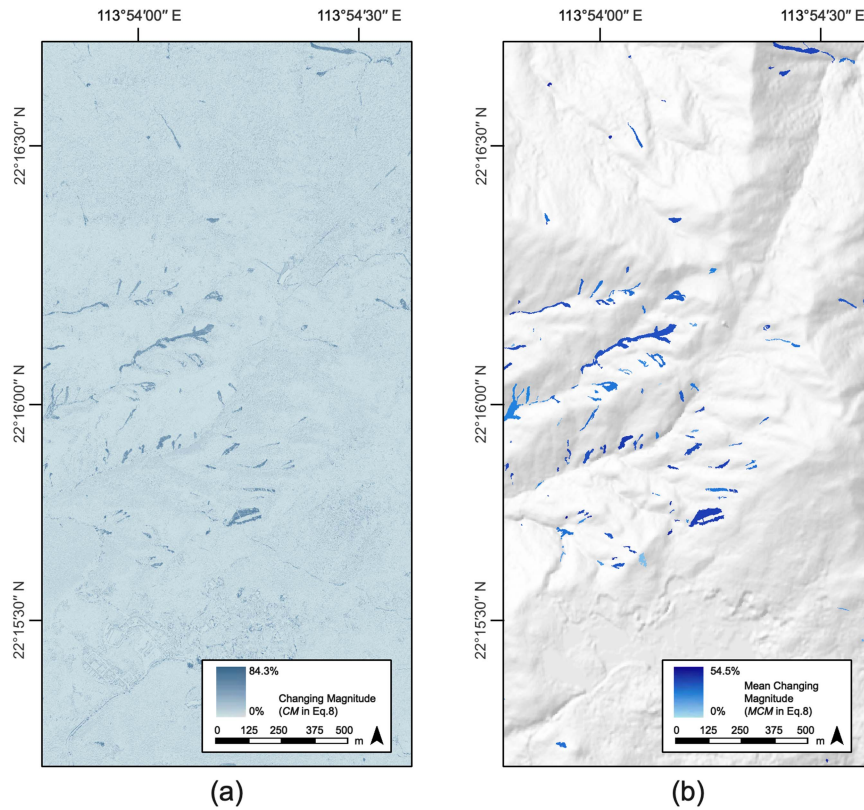 113°54′00″ E 113°54′30″ E 113°54′00″ E 113°54′30″ E
22°16′30″ N
22°16′00″ N
22°15′30″ N
84.3%
0%
Changing Magnitude
(CM in Eq.8)
0 125 250 375 500 m
(a)
22°16′30″ N
22°16′00″ N
22°15′30″ N
54.5%
0%
Mean Changing
Magnitude
(MCM in Eq.8)
0 125 250 375 500 m
(b)